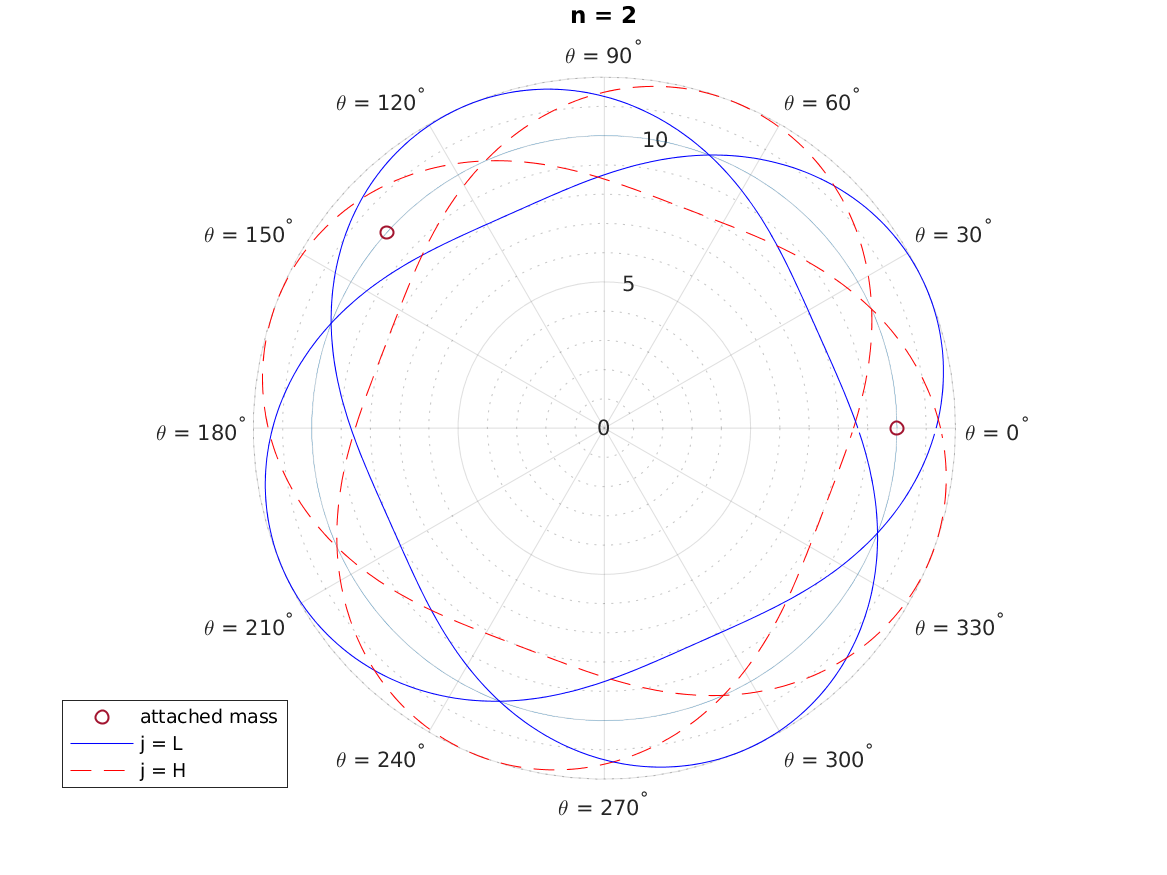 n = 2
θ = 90°
θ = 120°
θ = 60°
10
θ = 150°
θ = 30°
5
θ = 180°
0
θ = 0°
θ = 210°
θ = 330°
attached mass
j = L
j = H
θ = 240°
θ = 300°
θ = 270°